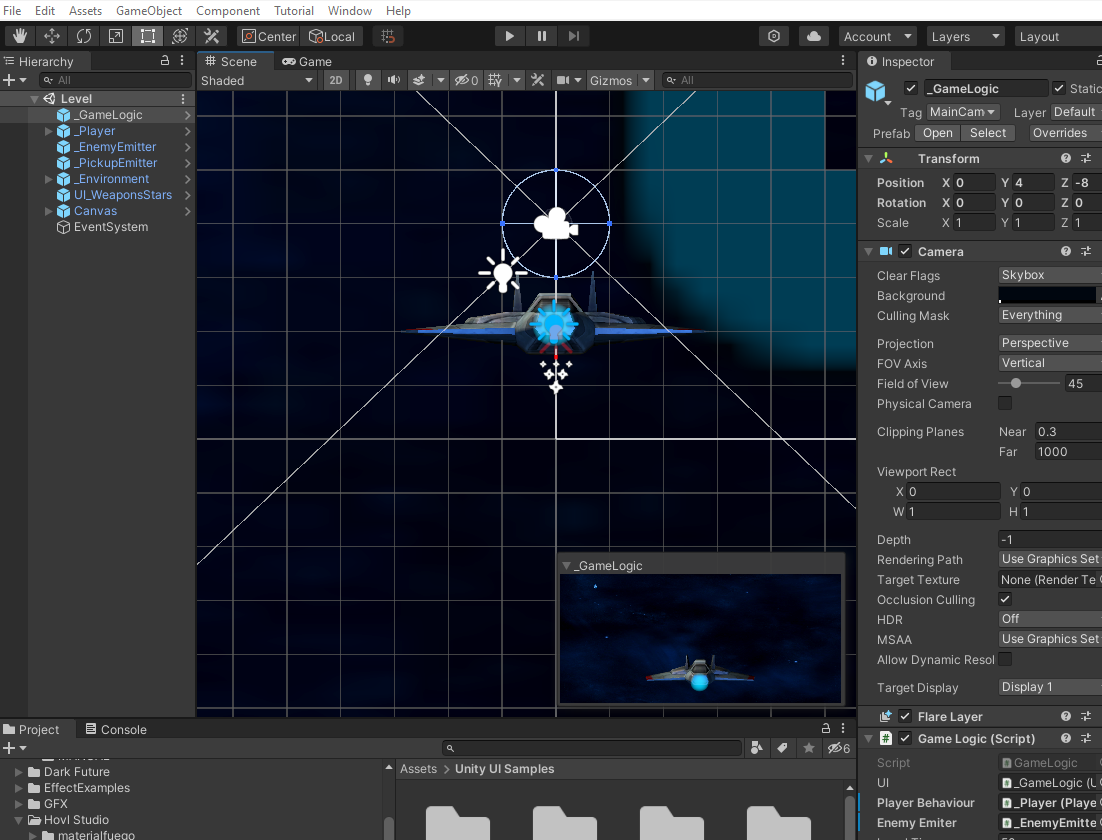 File Edit Assets GameObject Component Tutorial Window Help
Center Local Account Layers Layout
Hierarchy
All
Level
_GameLogic
_Player
_EnemyEmitter
_PickupEmitter
_Environment
UI_WeaponsStars
Canvas
EventSystem
Scene Game
Shaded 2D 0 Gizmos All
_GameLogic
Inspector
_GameLogic Static
Tag MainCam Layer Default
Prefab Open Select Overrides
Transform
Position X 0 Y 4 Z -8
Rotation X 0 Y 0 Z 0
Scale X 1 Y 1 Z 1
Camera
Clear Flags Skybox
Background
Culling Mask Everything
Projection Perspective
FOV Axis Vertical
Field of View 45
Physical Camera
Clipping Planes Near 0.3
Far 1000
Viewport Rect
X 0 Y 0
W 1 H 1
Depth -1
Rendering Path Use Graphics Set
Target Texture None (Render Te
Occlusion Culling
HDR Off
MSAA Use Graphics Set
Allow Dynamic Resol
Target Display Display 1
Flare Layer
Game Logic (Script)
Script GameLogic
UI _GameLogic (U
Player Behaviour _Player (Playe
Enemy Emiter _EnemyEmitte
Project Console
6
Dark Future
EffectExamples
GFX
Hovl Studio
materialfuego
Assets > Unity UI Samples